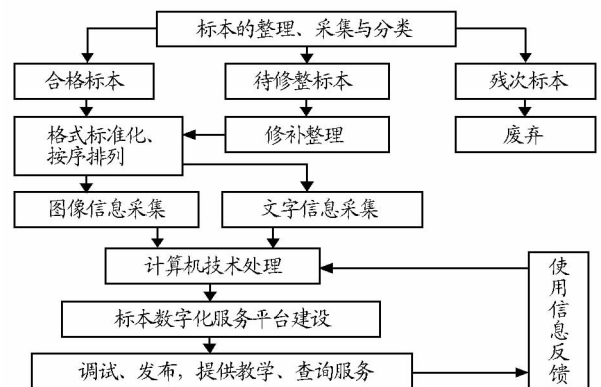 标本的整理、采集与分类
合格标本
待修整标本
残次标本
格式标准化、
按序排列
修补整理
废弃
图像信息采集
文字信息采集
计算机技术处理
标本数字化服务平台建设
调试、发布，提供教学、查询服务
使用信息反馈